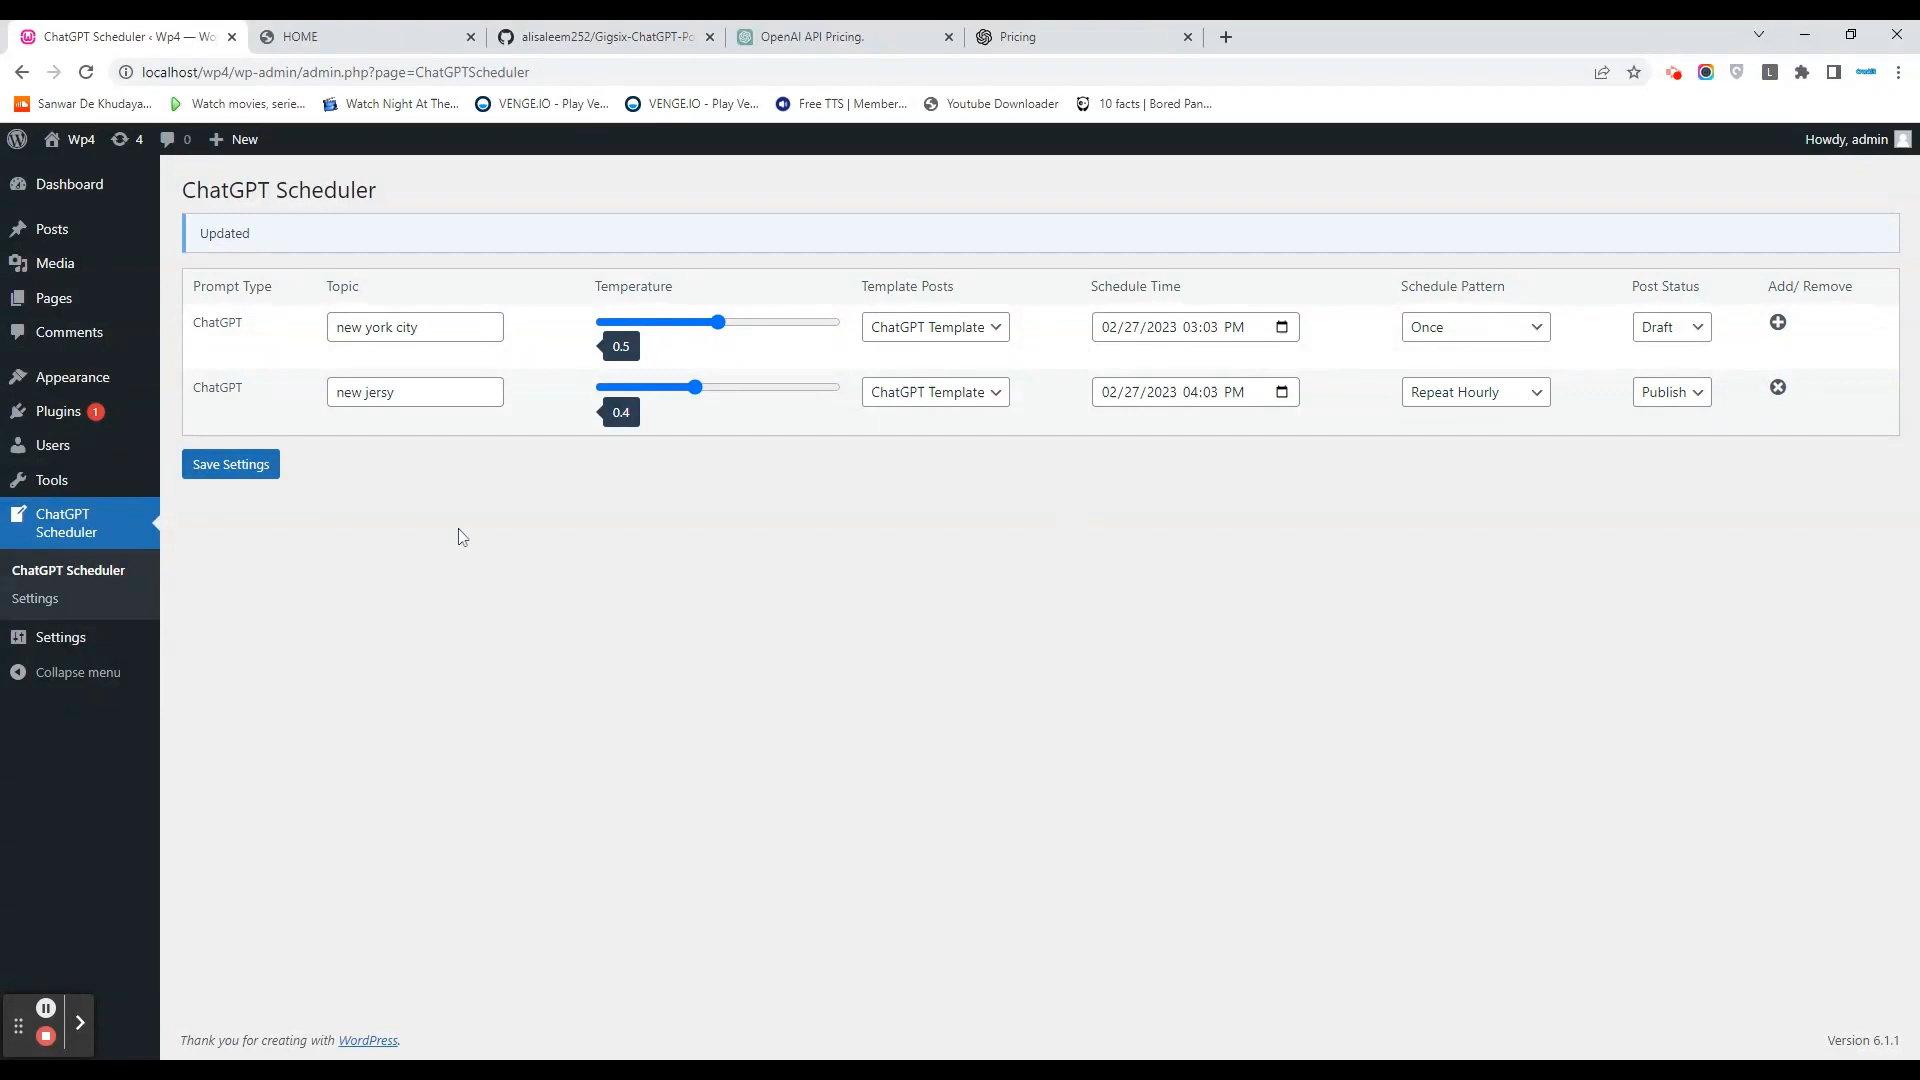 ChatGPT Scheduler ‹ Wp4 — Wo
HOME
alisaleem252/Gigsix-ChatGPT-Po
OpenAI API Pricing.
Pricing
localhost/wp4/wp-admin/admin.php?page=ChatGPTScheduler
L
Sanwar De Khudaya...
Watch movies, serie...
Watch Night At The...
VENGE.IO - Play Ve...
VENGE.IO - Play Ve...
Free TTS | Member...
Youtube Downloader
10 facts | Bored Pan...
Wp4
4
0
New
Howdy, admin
Dashboard
Posts
Media
Pages
Comments
Appearance
Plugins 1
Users
Tools
ChatGPT
Scheduler
ChatGPT Scheduler
Settings
Settings
Collapse menu
ChatGPT Scheduler
Updated
Prompt Type Topic Temperature Template Posts Schedule Time Schedule Pattern Post Status Add/ Remove
ChatGPT new york city ChatGPT Template 02/27/2023 03:03 PM Once Draft
0.5
ChatGPT new jersy ChatGPT Template 02/27/2023 04:03 PM Repeat Hourly Publish
0.4
Save Settings
Thank you for creating with WordPress.
Version 6.1.1